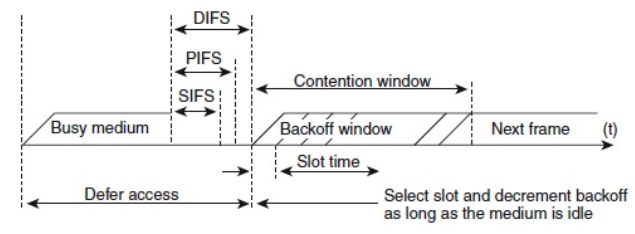 DIFS
PIFS
SIFS
Contention window
Busy medium
Backoff window
Next frame
(t)
Slot time
Defer access
Select slot and decrement backoff
as long as the medium is idle